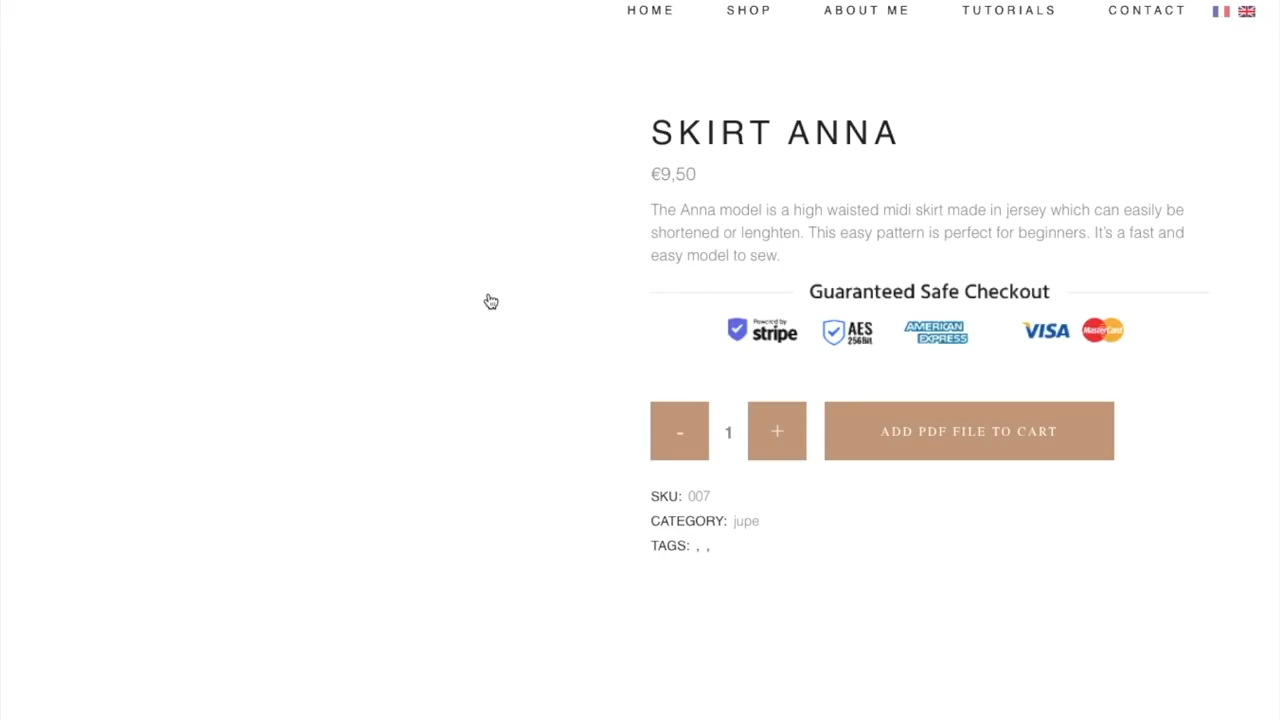 HOME SHOP ABOUT ME TUTORIALS CONTACT
SKIRT ANNA
€9,50
The Anna model is a high waisted midi skirt made in jersey which can easily be
shortened or lenghten. This easy pattern is perfect for beginners. It's a fast and
easy model to sew.
Guaranteed Safe Checkout
Powered by stripe AES 256Bit AMERICAN EXPRESS VISA MasterCard
- 1 + ADD PDF FILE TO CART
SKU: 007
CATEGORY: jupe
TAGS: , ,